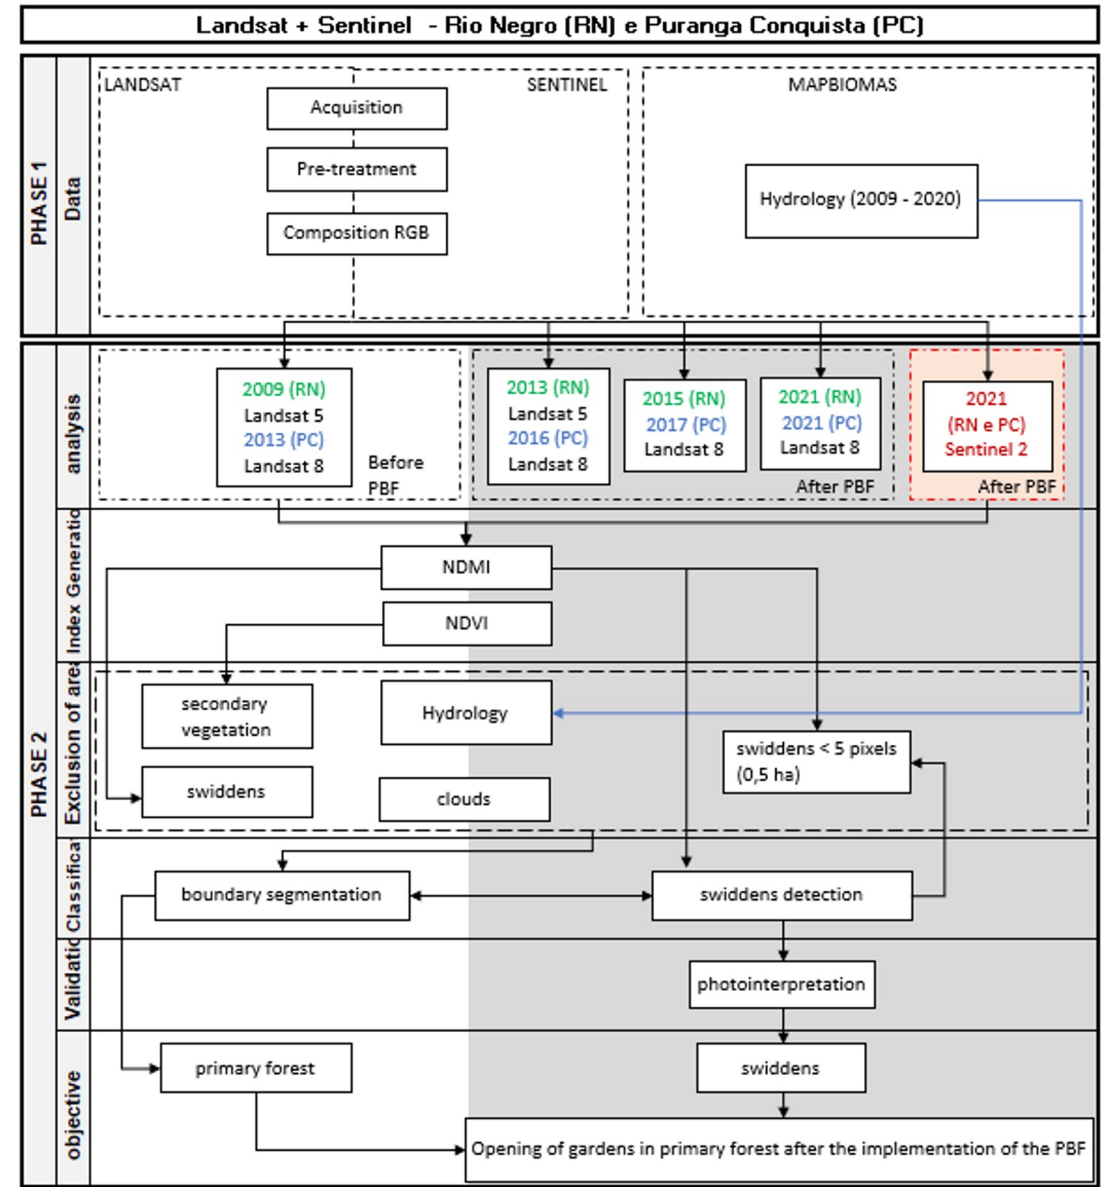 Landsat + Sentinel - Rio Negro (RN) e Puranga Conquista (PC)
PHASE 1
Data
LANDSAT
SENTINEL
MAPBIOMAS
Acquisition
Pre-treatment
Composition RGB
Hydrology (2009 - 2020)
PHASE 2
analysis
2009 (RN)
Landsat 5
2013 (PC)
Landsat 8
Before
PBF
2013 (RN)
Landsat 5
2016 (PC)
Landsat 8
2015 (RN)
2017 (PC)
Landsat 8
2021 (RN)
2021 (PC)
Landsat 8
After PBF
2021
(RN e PC)
Sentinel 2
After PBF
Index Generatio
NDMI
NDVI
Exclusion of area
secondary
vegetation
Hydrology
swiddens < 5 pixels
(0,5 ha)
swiddens
clouds
Classifica
boundary segmentation
swiddens detection
Validatio
photointerpretation
objective
primary forest
swiddens
Opening of gardens in primary forest after the implementation of the PBF